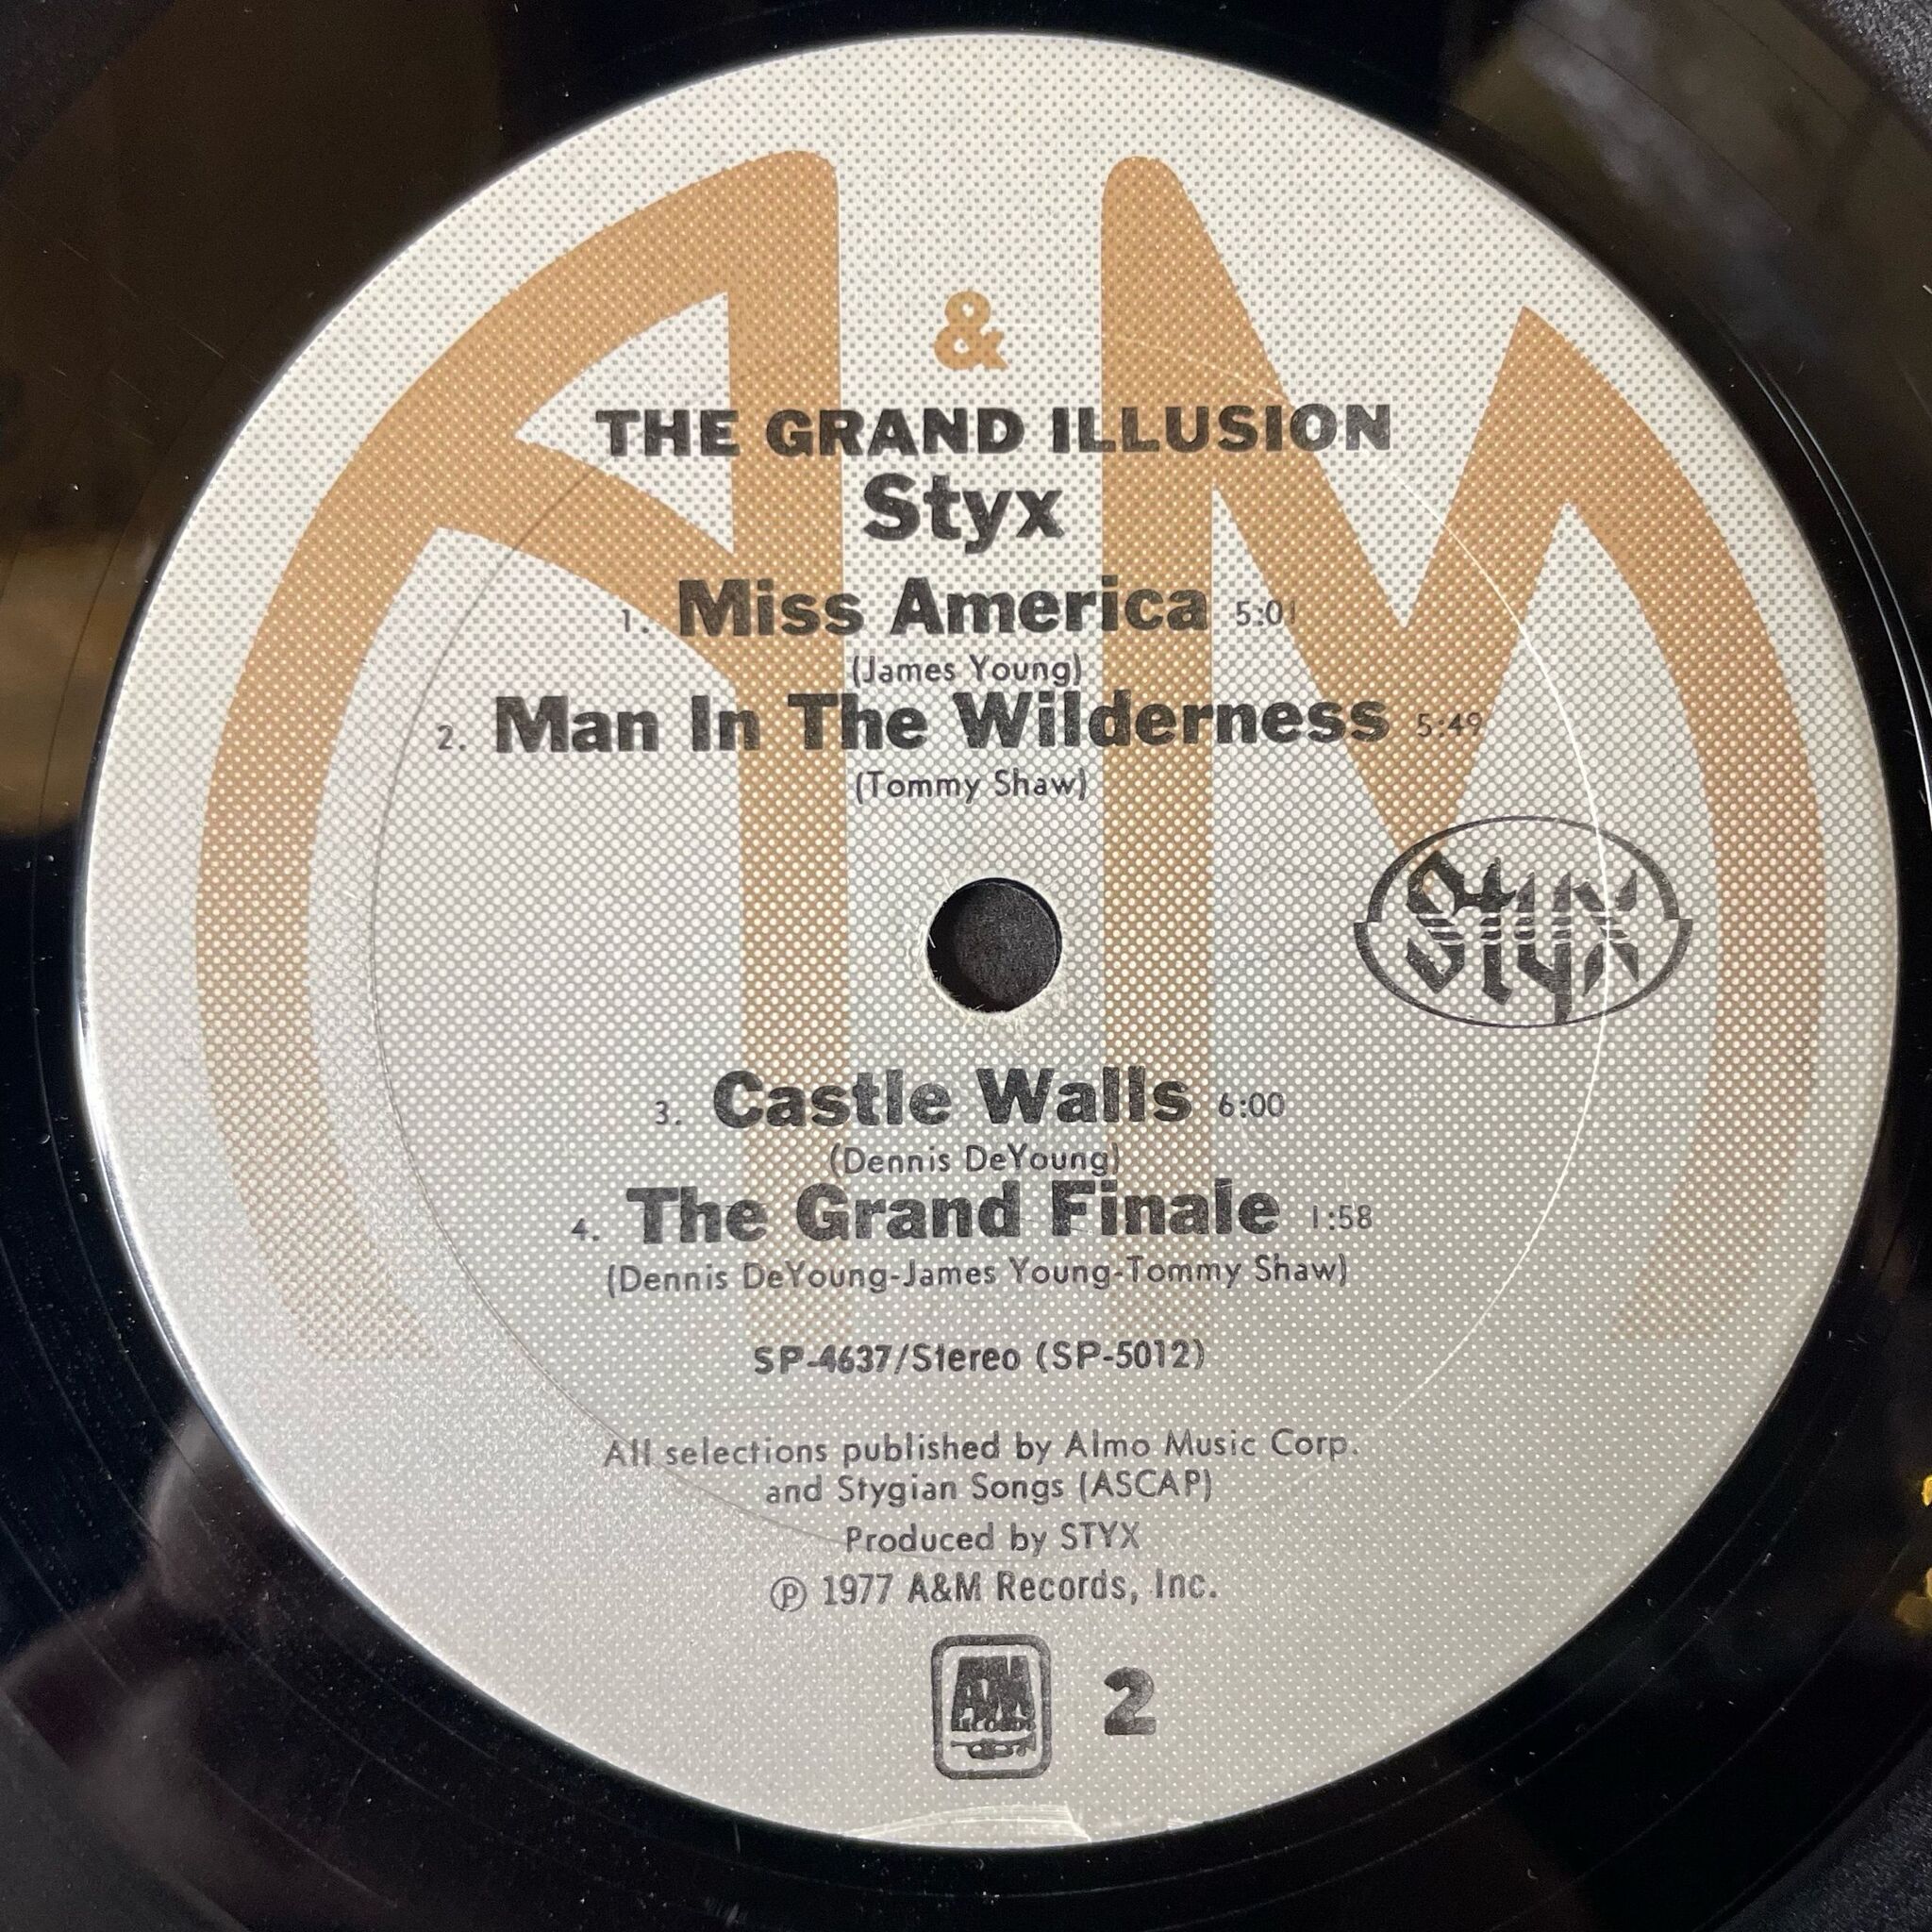 A & M
THE GRAND ILLUSION
Styx
1. Miss America 5:01
(James Young)
2. Man In The Wilderness 5:49
(Tommy Shaw)
Styx
3. Castle Walls 6:00
(Dennis DeYoung)
4. The Grand Finale 1:58
(Dennis DeYoung-James Young-Tommy Shaw)
SP-4637/Stereo (SP-5012)
All selections published by Almo Music Corp.
and Stygian Songs (ASCAP)
Produced by STYX
℗ 1977 A&M Records, Inc.
A&M
RECORDS
2